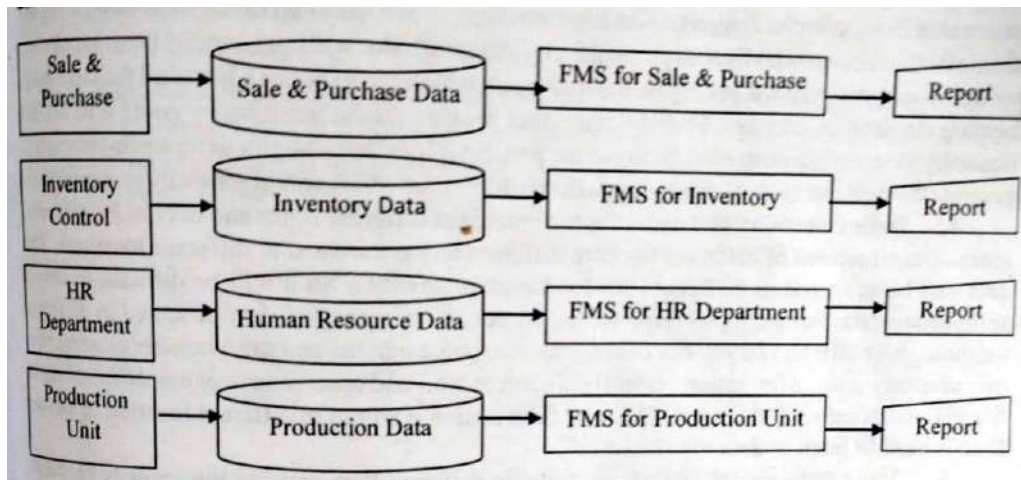 Sale &
Purchase
Sale & Purchase Data
FMS for Sale & Purchase
Report
Inventory
Control
Inventory Data
FMS for Inventory
Report
HR
Department
Human Resource Data
FMS for HR Department
Report
Production
Unit
Production Data
FMS for Production Unit
Report